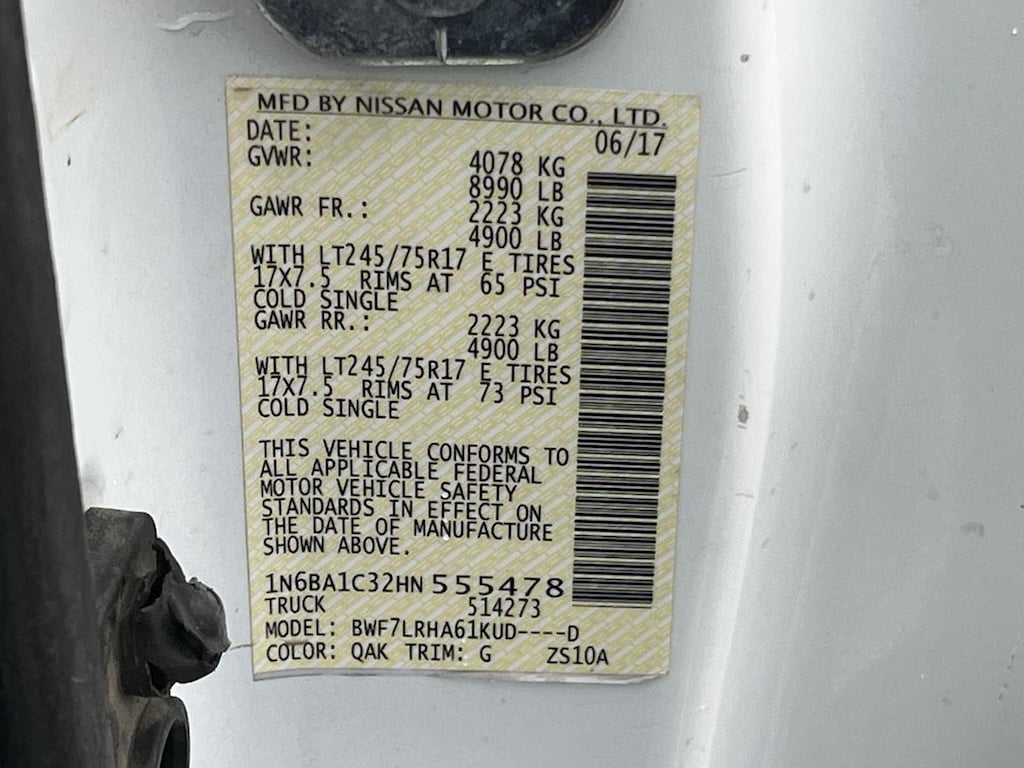 MFD BY NISSAN MOTOR CO., LTD.
DATE: 06/17
GVWR: 4078 KG
8990 LB
GAWR FR.: 2223 KG
4900 LB
WITH LT245/75R17 E TIRES
17X7.5 RIMS AT 65 PSI
COLD SINGLE
GAWR RR.: 2223 KG
4900 LB
WITH LT245/75R17 E TIRES
17X7.5 RIMS AT 73 PSI
COLD SINGLE
THIS VEHICLE CONFORMS TO
ALL APPLICABLE FEDERAL
MOTOR VEHICLE SAFETY
STANDARDS IN EFFECT ON
THE DATE OF MANUFACTURE
SHOWN ABOVE.
1N6BA1C32HN 555478
TRUCK 514273
MODEL: BWF7LRHA61KUD----D
COLOR: QAK TRIM: G ZS10A